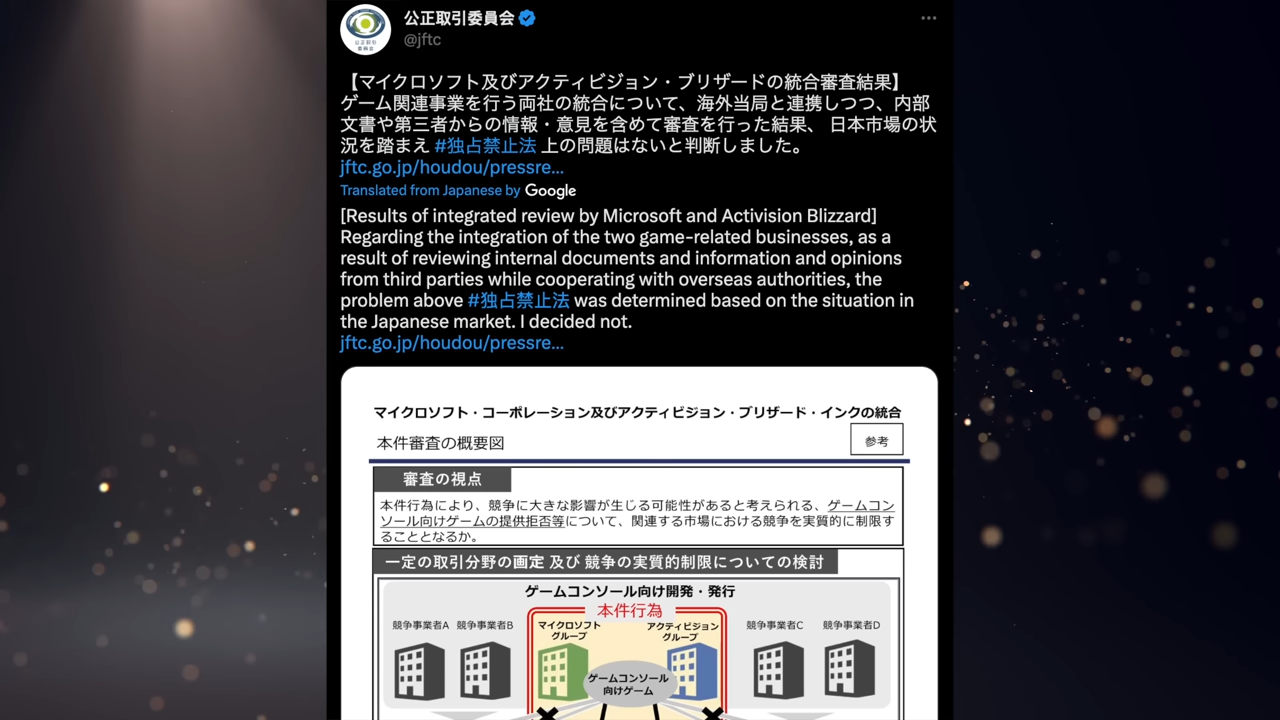 公正取引委員会
@jftc
公正取引
委員会
【マイクロソフト及びアクティビジョン・ブリザードの統合審査結果】
ゲーム関連事業を行う両社の統合について、海外当局と連携しつつ、内部
文書や第三者からの情報・意見を含めて審査を行った結果、 日本市場の状
況を踏まえ #独占禁止法 上の問題はないと判断しました。
jftc.go.jp/houdou/pressre…
Translated from Japanese by Google
[Results of integrated review by Microsoft and Activision Blizzard]
Regarding the integration of the two game-related businesses, as a
result of reviewing internal documents and information and opinions
from third parties while cooperating with overseas authorities, the
problem above #独占禁止法 was determined based on the situation in
the Japanese market. I decided not.
jftc.go.jp/houdou/pressre…
マイクロソフト・コーポレーション及びアクティビジョン・ブリザード・インクの統合
本件審査の概要図
参考
審査の視点
本件行為により、競争に大きな影響が生じる可能性があると考えられる、ゲームコン
ソール向けゲームの提供拒否等について、関連する市場における競争を実質的に制限す
ることとなるか。
一定の取引分野の画定 及び 競争の実質的制限についての検討
ゲームコンソール向け開発・発行
本件行為
競争事業者A 競争事業者B
マイクロソフト
グループ
アクティビジョン
グループ
競争事業者C 競争事業者D
ゲームコンソール
向けゲーム